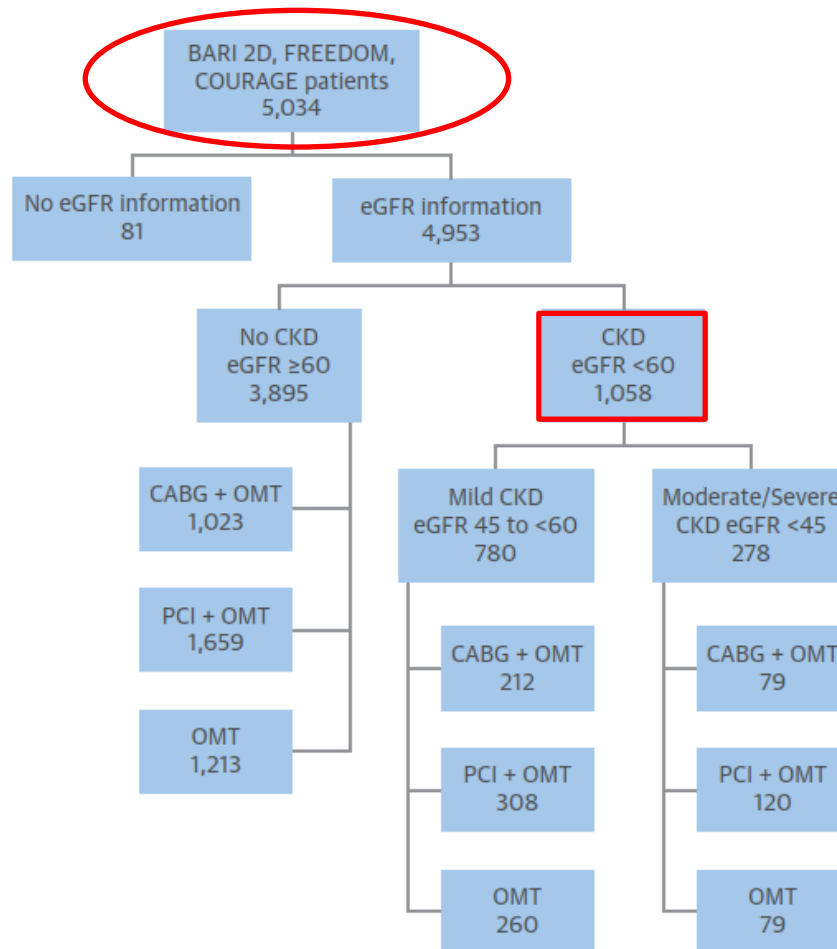 BARI 2D, FREEDOM,
COURAGE patients
5,034
No eGFR information
81
eGFR information
4,953
No CKD
eGFR ≥60
3,895
CKD
eGFR <60
1,058
CABG + OMT
1,023
PCI + OMT
1,659
OMT
1,213
Mild CKD
eGFR 45 to <60
780
CABG + OMT
212
PCI + OMT
308
OMT
260
Moderate/Severe
CKD eGFR <45
278
CABG + OMT
79
PCI + OMT
120
OMT
79